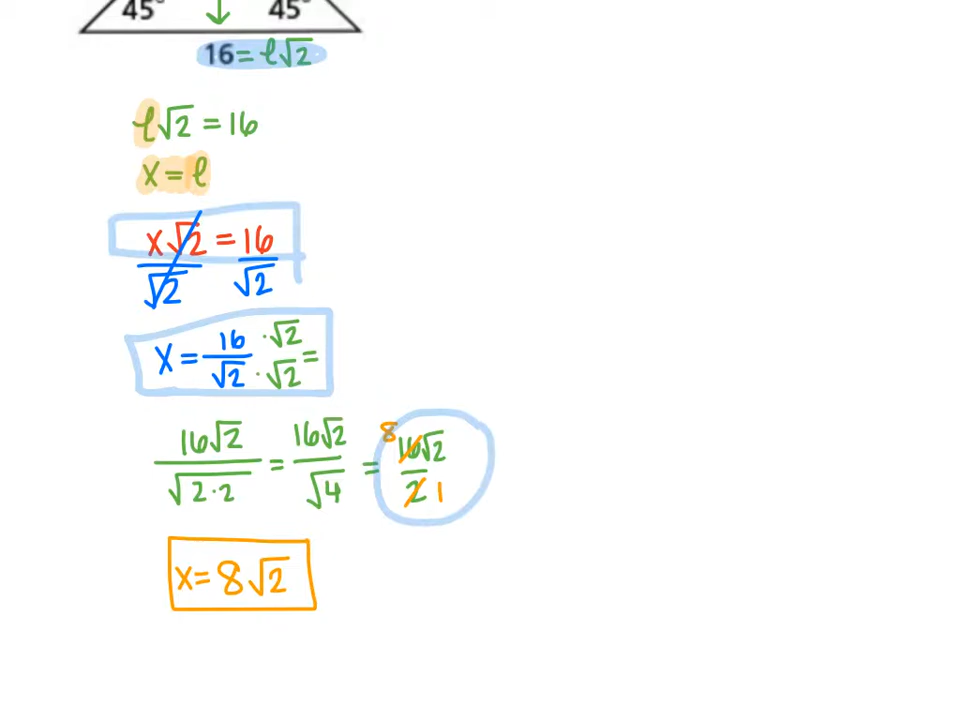 45° 45°
16 = ℓ√2
ℓ√2 = 16
x = ℓ
x√2 = 16
√2 √2
x = 16/√2 · √2/√2 =
16√2/√(2·2) = 16√2/√4 = 16√2/2 8 1
x = 8√2